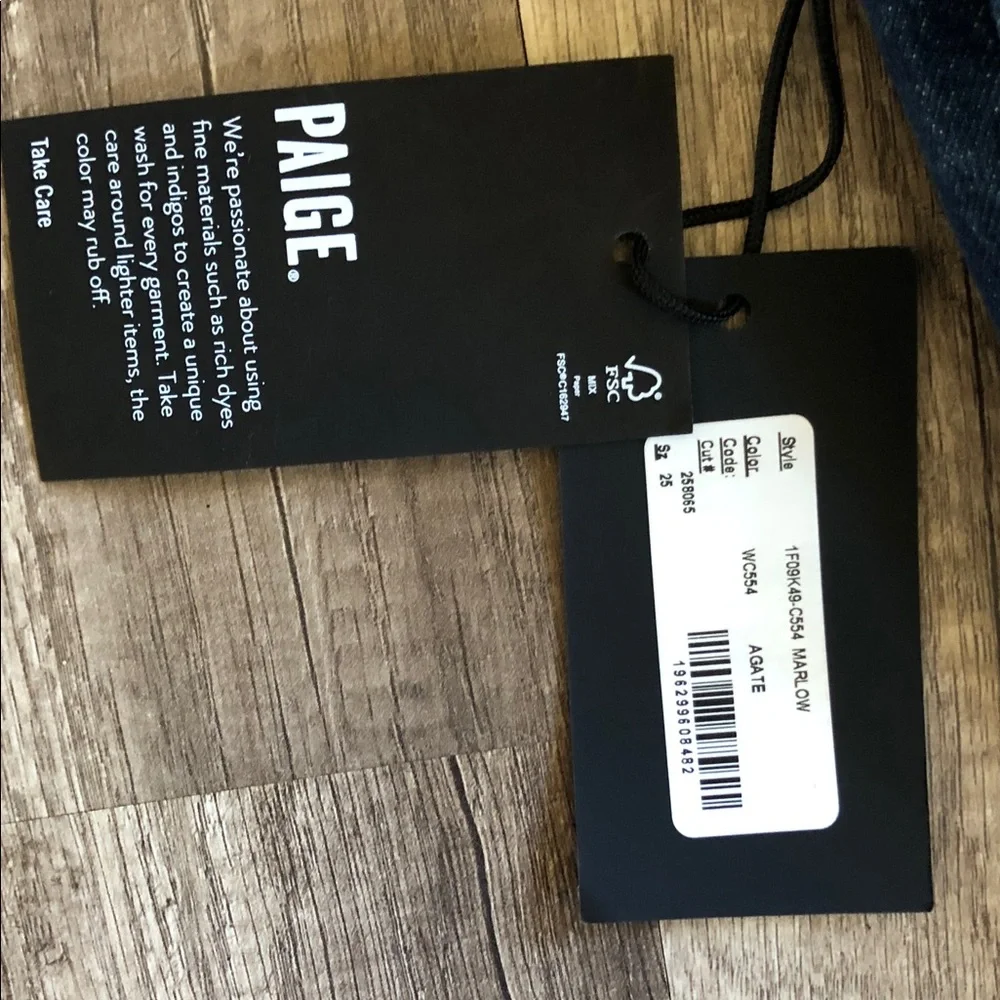 PAIGE®
We're passionate about using
fine materials such as rich dyes
and indigos to create a unique
wash for every garment. Take
care around lighter items, the
color may rub off.
Take Care
FSC
MIX
Paper
FSC®C162947
Style 1F09K49-C554 MARLOW
Color WC554 AGATE
Code:
Cut # 258065
Sz 25
196299608482